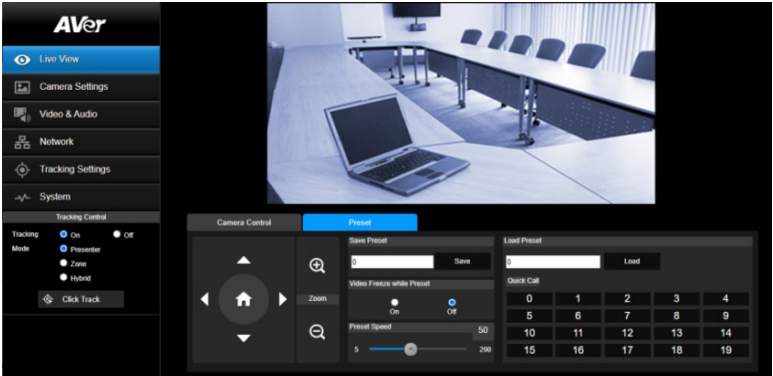 AVer
Live View
Camera Settings
Video & Audio
Network
Tracking Settings
System
Tracking Control
Tracking On Off
Mode Presenter
Zone
Hybrid
Click Track
Camera Control Preset
Zoom
Save Preset
0 Save
Video Freeze while Preset
On Off
Preset Speed 50
5 200
Load Preset
0 Load
Quick Call
0 1 2 3 4
5 6 7 8 9
10 11 12 13 14
15 16 17 18 19